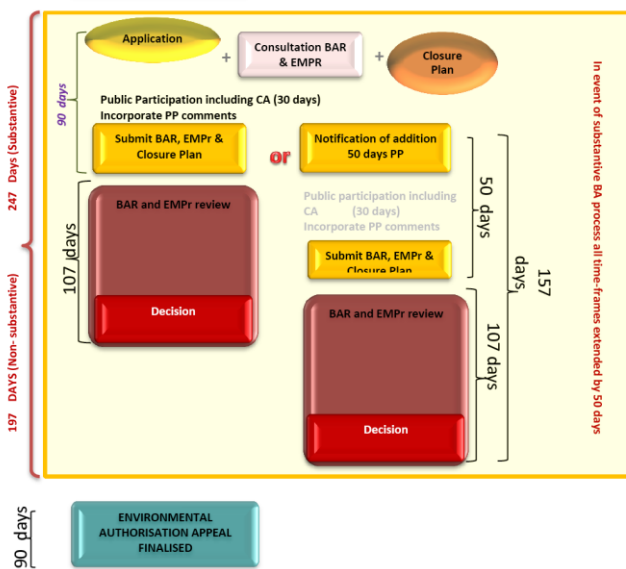 Application
+
Consultation BAR
& EMPR
+
Closure
Plan
90 days
Public Participation including CA (30 days)
Incorporate PP comments
Submit BAR, EMPr &
Closure Plan
or
Notification of addition
50 days PP
Public participation including
CA (30 days)
Incorporate PP comments
Submit BAR, EMPr &
Closure Plan
50 days
BAR and EMPr review
Decision
107 days
BAR and EMPr review
Decision
107 days
157
days,
247 Days (Substantive)
197 DAYS (Non- substantive)
In event of substantive BA process all time-frames extended by 50 days
90 days
ENVIRONMENTAL
AUTHORISATION APPEAL
FINALISED